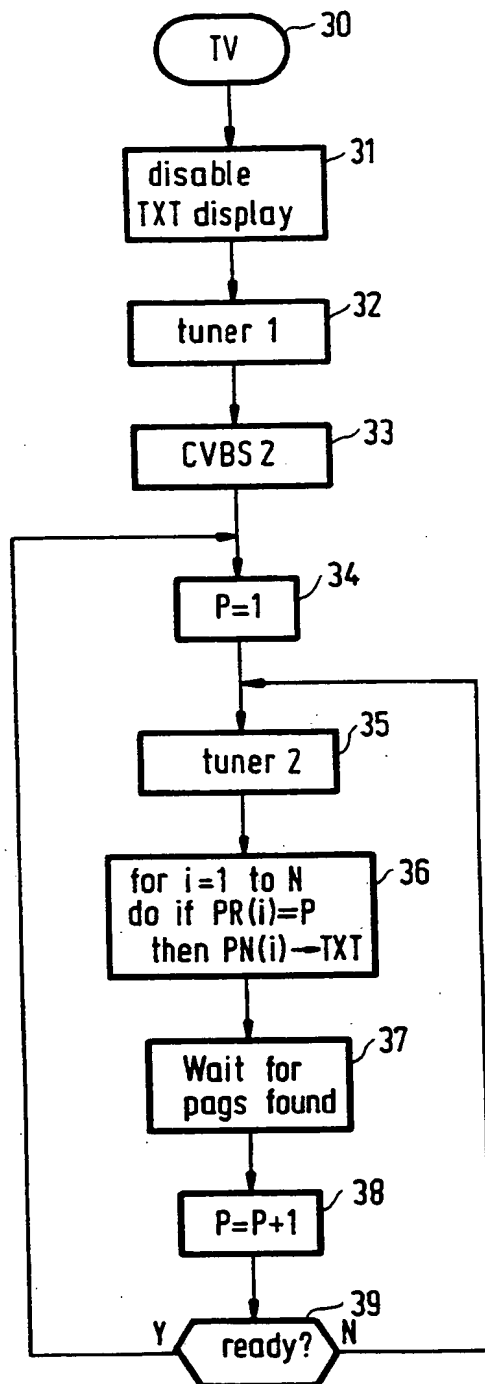 TV
30
disable
TXT display
31
tuner 1
32
CVBS 2
33
P=1
34
tuner 2
35
for i=1 to N
do if PR(i)=P
then PN(i)→TXT
36
Wait for
pags found
37
P=P+1
38
Y
ready?
N
39